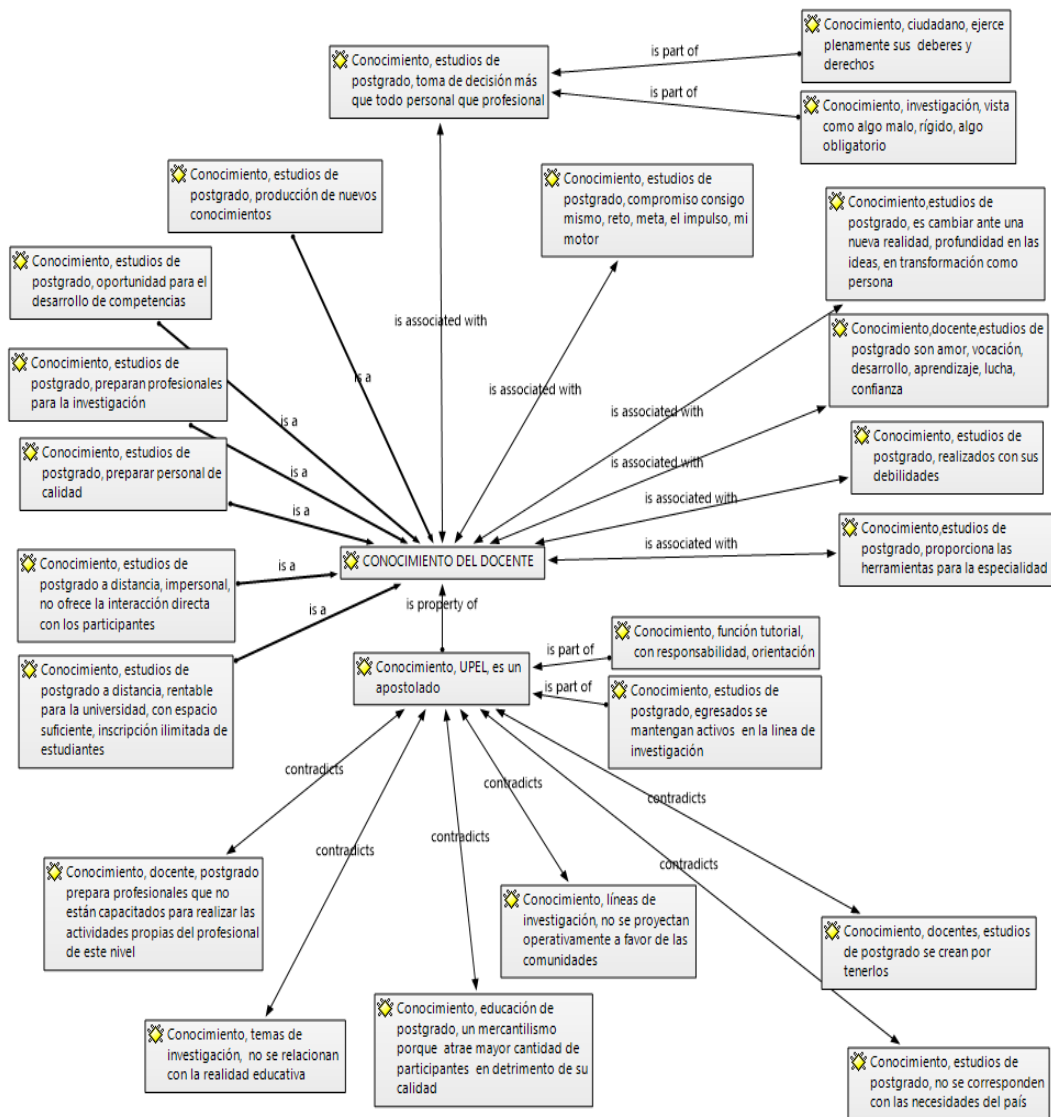 Conocimiento, ciudadano, ejerce
plenamente sus deberes y
derechos
is part of
Conocimiento, estudios de
postgrado, toma de decisión más
que todo personal que profesional
is part of
Conocimiento, investigación, vista
como algo malo, rígido, algo
obligatorio
Conocimiento, estudios de
postgrado, producción de nuevos
conocimientos
Conocimiento, estudios de
postgrado, compromiso consigo
mismo, reto, meta, el impulso, mi
motor
Conocimiento,estudios de
postgrado, es cambiar ante una
nueva realidad, profundidad en las
ideas, en transformación como
persona
Conocimiento, estudios de
postgrado, oportunidad para el
desarrollo de competencias
is associated with
Conocimiento,docente,estudios de
postgrado son amor, vocación,
desarrollo, aprendizaje, lucha,
confianza
Conocimiento, estudios de
postgrado, preparan profesionales
para la investigación
is a
is associated with
is associated with
is a
Conocimiento, estudios de
postgrado, preparar personal de
calidad
is a
is associated with
Conocimiento, estudios de
postgrado, realizados con sus
debilidades
is a
is associated with
Conocimiento,estudios de
postgrado, proporciona las
herramientas para la especialidad
is associated with
CONOCIMIENTO DEL DOCENTE
Conocimiento, estudios de
postgrado a distancia, impersonal,
no ofrece la interacción directa
con los participantes
is a
is a
is property of
Conocimiento, función tutorial,
con responsabilidad, orientación
is part of
Conocimiento, UPEL, es un
apostolado
is part of
Conocimiento, estudios de
postgrado, egresados se
mantengan activos en la linea de
investigación
Conocimiento, estudios de
postgrado a distancia, rentable
para la universidad, con espacio
suficiente, inscripción ilimitada de
estudiantes
contradicts
contradicts
contradicts
contradicts
contradicts
contradicts
Conocimiento, docente, postgrado
prepara profesionales que no
están capacitados para realizar las
actividades propias del profesional
de este nivel
Conocimiento, líneas de
investigación, no se proyectan
operativamente a favor de las
comunidades
Conocimiento, docentes, estudios
de postgrado se crean por
tenerlos
Conocimiento, temas de
investigación, no se relacionan
con la realidad educativa
Conocimiento, educación de
postgrado, un mercantilismo
porque atrae mayor cantidad de
participantes en detrimento de su
calidad
Conocimiento, estudios de
postgrado, no se corresponden
con las necesidades del país